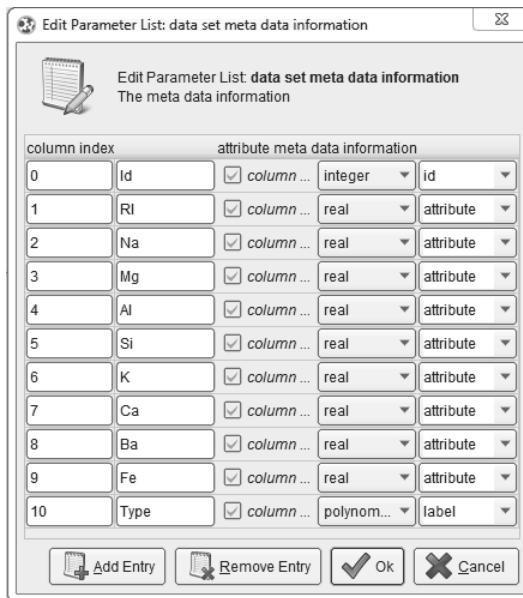 Edit Parameter List: data set meta data information
Edit Parameter List: data set meta data information
The meta data information
column index attribute meta data information
0 Id column ... integer id
1 RI column ... real attribute
2 Na column ... real attribute
3 Mg column ... real attribute
4 Al column ... real attribute
5 Si column ... real attribute
6 K column ... real attribute
7 Ca column ... real attribute
8 Ba column ... real attribute
9 Fe column ... real attribute
10 Type column ... polynom... label
Add Entry Remove Entry Ok Cancel